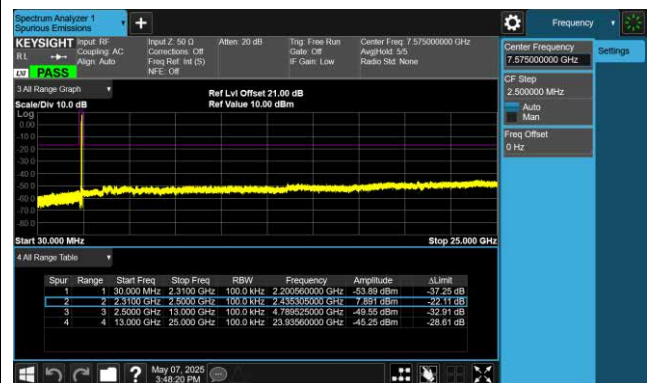 Spectrum Analyzer 1
Spurious Emissions
Frequency
KEYSIGHT
Input: RF
Coupling: AC
Align: Auto
Input Z: 50 Ω
Corrections: Off
Freq Ref: Int (S)
NFE: Off
Atten: 20 dB
Trig: Free Run
Gate: Off
IF Gain: Low
Center Freq: 7.575000000 GHz
Avg|Hold: 5/5
Radio Std: None
RL
LXI
PASS
Center Frequency
7.575000000 GHz
Settings
CF Step
2.500000 MHz
Auto
Man
Freq Offset
0 Hz
3 All Range Graph
Scale/Div 10.0 dB
Ref Lvl Offset 21.00 dB
Ref Value 10.00 dBm
Log
0.00
-10.0
-20.0
-30.0
-40.0
-50.0
-60.0
-70.0
-80.0
Start 30.000 MHz
Stop 25.000 GHz
4 All Range Table
Spur Range Start Freq Stop Freq RBW Frequency Amplitude ΔLimit
1 1 30.000 MHz 2.3100 GHz 100.0 kHz 2.200560000 GHz -53.89 dBm -37.25 dB
2 2 2.3100 GHz 2.5000 GHz 100.0 kHz 2.435305000 GHz 7.891 dBm -22.11 dB
3 3 2.5000 GHz 13.000 GHz 100.0 kHz 4.789525000 GHz -49.55 dBm -32.91 dB
4 4 13.000 GHz 25.000 GHz 100.0 kHz 23.93560000 GHz -45.25 dBm -28.61 dB
May 07, 2025
3:48:20 PM